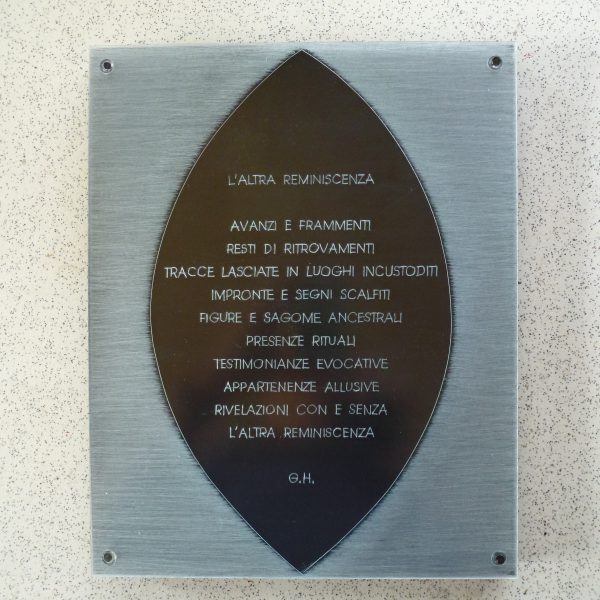 L'ALTRA REMINISCENZA
AVANZI E FRAMMENTI
RESTI DI RITROVAMENTI
TRACCE LASCIATE IN LUOGHI INCUSTODITI
IMPRONTE E SEGNI SCALFITI
FIGURE E SAGOME ANCESTRALI
PRESENZE RITUALI
TESTIMONIANZE EVOCATIVE
APPARTENENZE ALLUSIVE
RIVELAZIONI CON E SENZA
L'ALTRA REMINISCENZA
G.H.